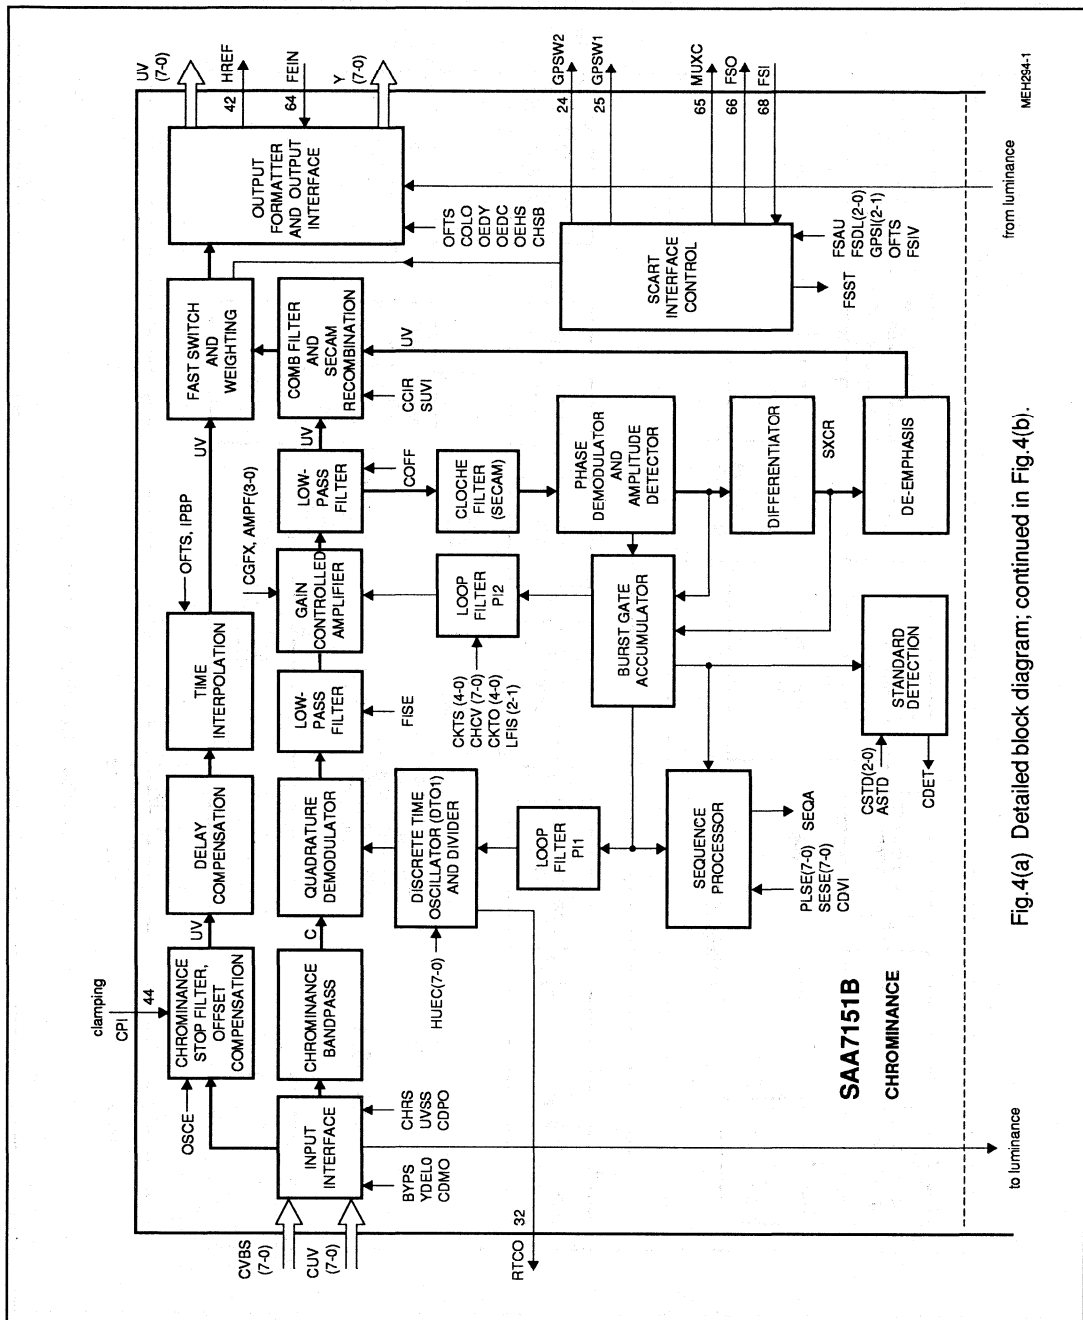 clamping
CPI
44
CVBS
(7-0)
CUV
(7-0)
OSCE
CHROMINANCE
STOP FILTER,
OFFSET
COMPENSATION
UV
DELAY
COMPENSATION
TIME
INTERPOLATION
OFTS, IPBP
UV
FAST SWITCH
AND
WEIGHTING
OUTPUT
FORMATTER
AND OUTPUT
INTERFACE
UV
(7-0)
42
HREF
64
FEIN
Y
(7-0)
INPUT
INTERFACE
BYPS
YDEL0
CDMO
CHRS
UVSS
CDPO
CHROMINANCE
BANDPASS
C
QUADRATURE
DEMODULATOR
LOW-
PASS
FILTER
FISE
CGFX, AMPF(3-0)
GAIN
CONTROLLED
AMPLIFIER
LOW-
PASS
FILTER
COFF
UV
COMB FILTER
AND
SECAM
RECOMBINATION
CCIR
SUVI
UV
OFTS
COLO
OEDY
OEDC
OEHS
CHSB
HUEC(7-0)
DISCRETE TIME
OSCILLATOR (DTO1)
AND DIVIDER
CKTS (4-0)
CHCV (7-0)
CKTO (4-0)
LFIS (2-1)
LOOP
FILTER
PI2
CLOCHE
FILTER
(SECAM)
RTCO
32
LOOP
FILTER
PI1
BURST GATE
ACCUMULATOR
PHASE
DEMODULATOR
AND
AMPLITUDE
DETECTOR
SCART
INTERFACE
CONTROL
24
GPSW2
25
GPSW1
65
MUXC
66
FSO
68
FSI
FSST
FSAU
FSDL(2-0)
GPSI(2-1)
OFTS
FSIV
SEQUENCE
PROCESSOR
PLSE(7-0)
SESE(7-0)
CDVI
SEQA
DIFFERENTIATOR
SXCR
STANDARD
DETECTION
CSTD(2-0)
ASTD
CDET
DE-EMPHASIS
SAA7151B
CHROMINANCE
to luminance
from luminance
MEH294-1
Fig.4(a) Detailed block diagram; continued in Fig.4(b).